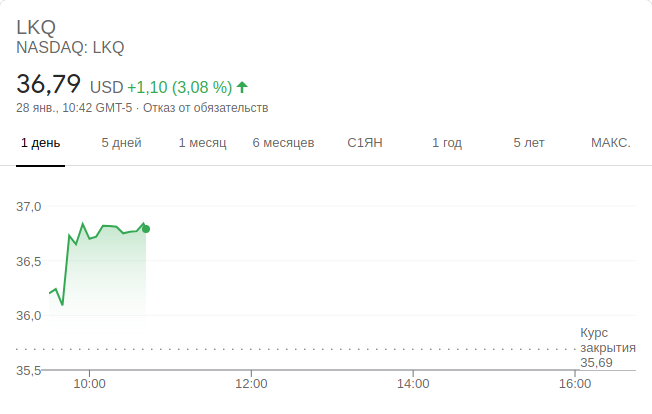 LKQ
NASDAQ: LKQ
36,79 USD +1,10 (3,08 %)
28 янв., 10:42 GMT-5 · Отказ от обязательств
1 день 5 дней 1 месяц 6 месяцев С1ЯН 1 год 5 лет МАКС.
37,0
36,5
36,0
Курс
закрытия
35,69
35,5
10:00 12:00 14:00 16:00